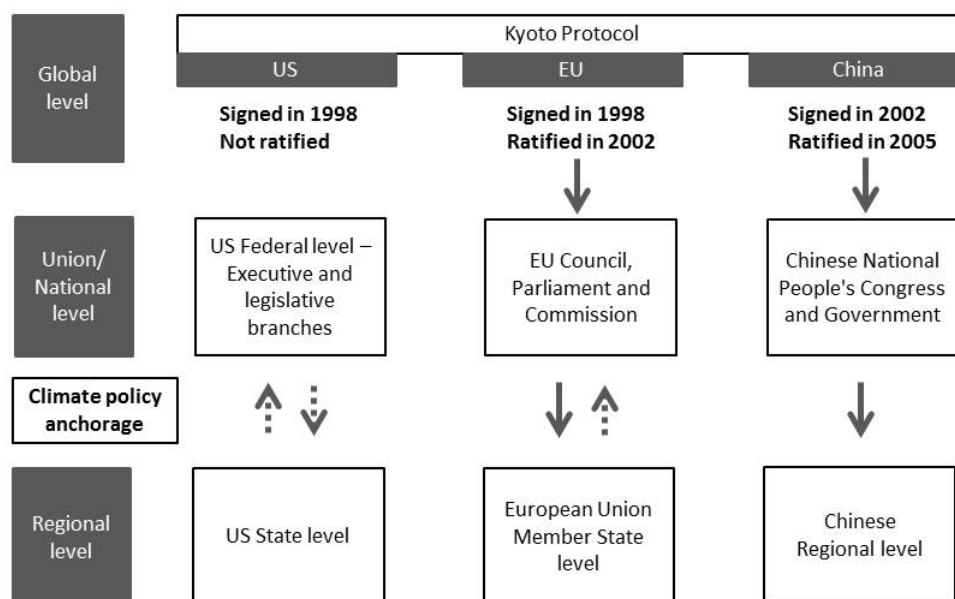 Global
level
Kyoto Protocol
US
EU
China
Signed in 1998
Not ratified
Signed in 1998
Ratified in 2002
Signed in 2002
Ratified in 2005
Union/
National
level
US Federal level –
Executive and
legislative
branches
EU Council,
Parliament and
Commission
Chinese National
People's Congress
and Government
Climate policy
anchorage
Regional
level
US State level
European Union
Member State
level
Chinese
Regional level